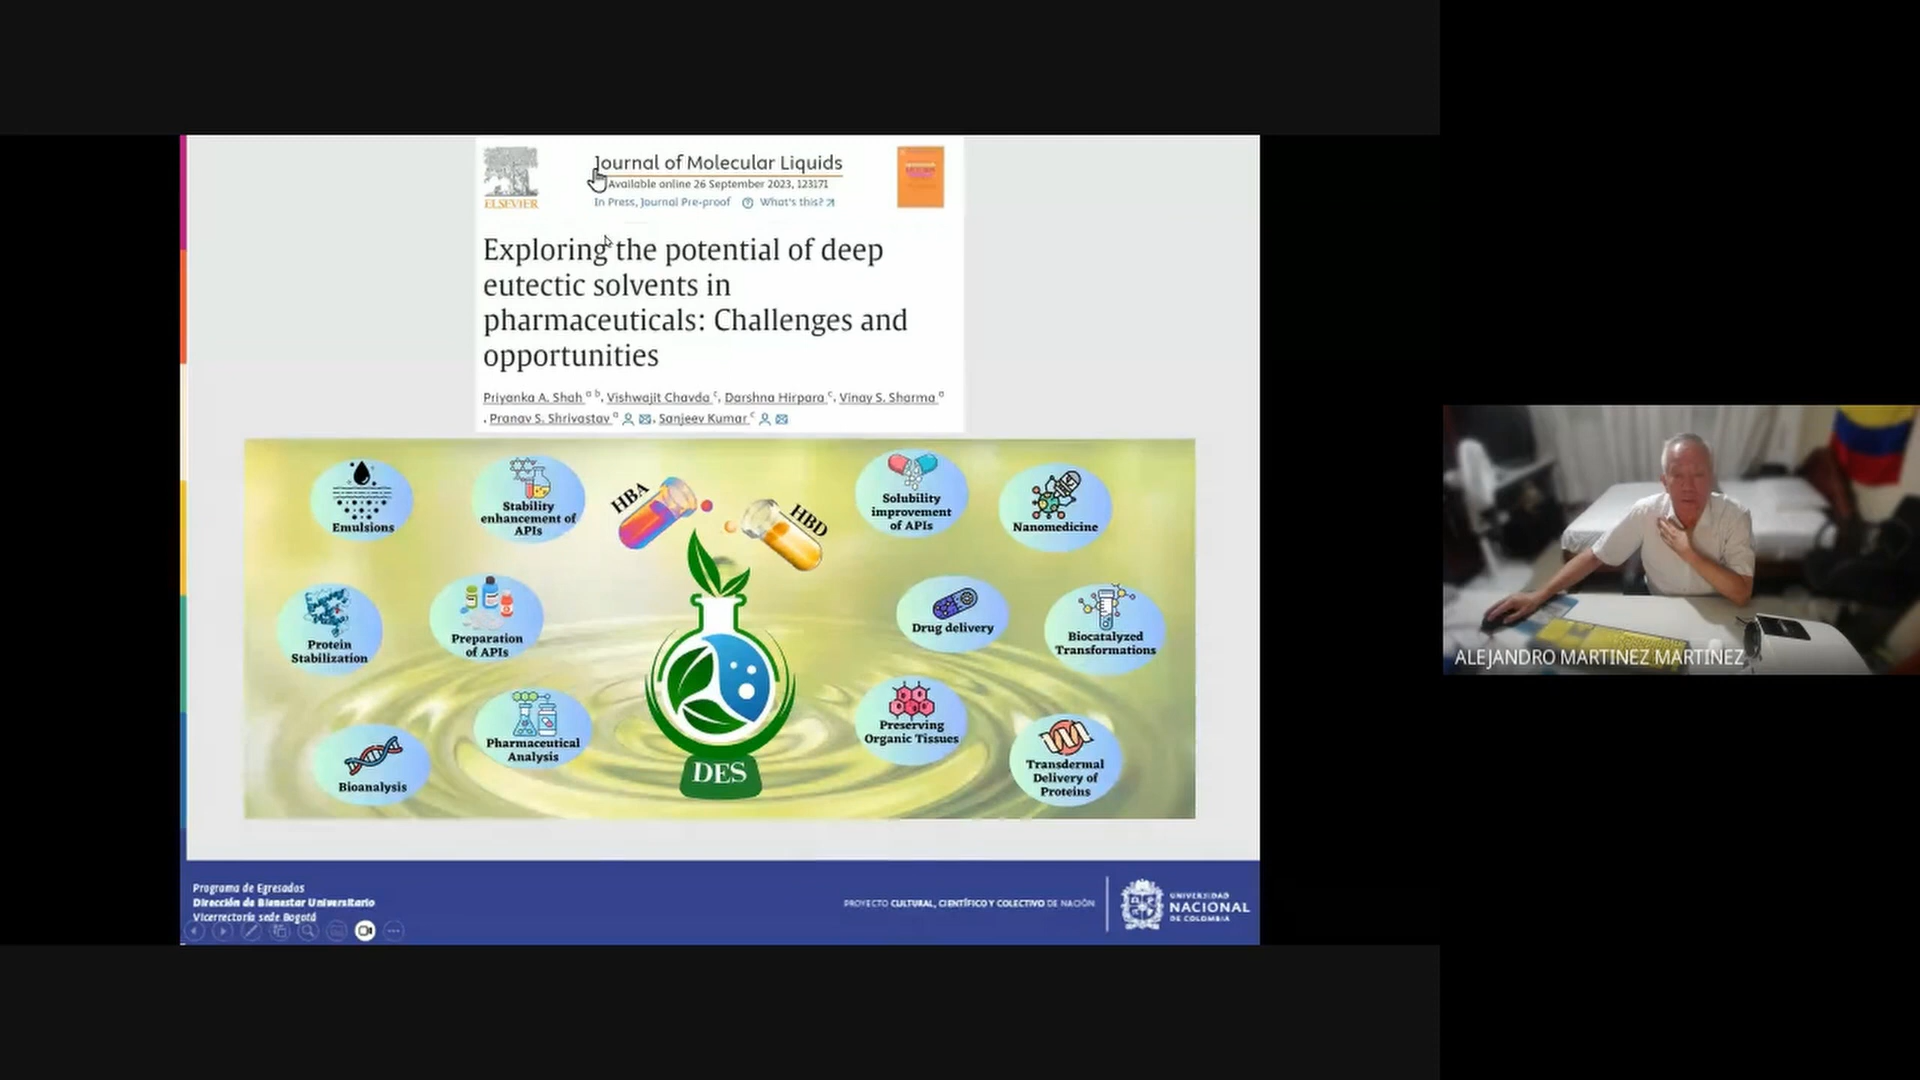 ELSEVIER
Journal of Molecular Liquids
Available online 26 September 2023, 123171
In Press, Journal Pre-proof ? What's this?
Exploring the potential of deep
eutectic solvents in
pharmaceuticals: Challenges and
opportunities
Priyanka A. Shah a b, Vishwajit Chavda c, Darshna Hirpara c, Vinay S. Sharma a
, Pranav S. Shrivastav a, Sanjeev Kumar c
Emulsions
Stability
enhancement of
APIs
HBA
HBD
Solubility
improvement
of APIs
Nanomedicine
Protein
Stabilization
Preparation
of APIs
Drug delivery
Biocatalyzed
Transformations
Bioanalysis
Pharmaceutical
Analysis
DES
Preserving
Organic Tissues
Transdermal
Delivery of
Proteins
Programa de Egresados
Dirección de Bienestar Universitario
Vicerrectoría sede Bogotá
PROYECTO CULTURAL, CIENTÍFICO Y COLECTIVO DE NACIÓN
UNIVERSIDAD
NACIONAL
DE COLOMBIA
ALEJANDRO MARTINEZ MARTINEZ